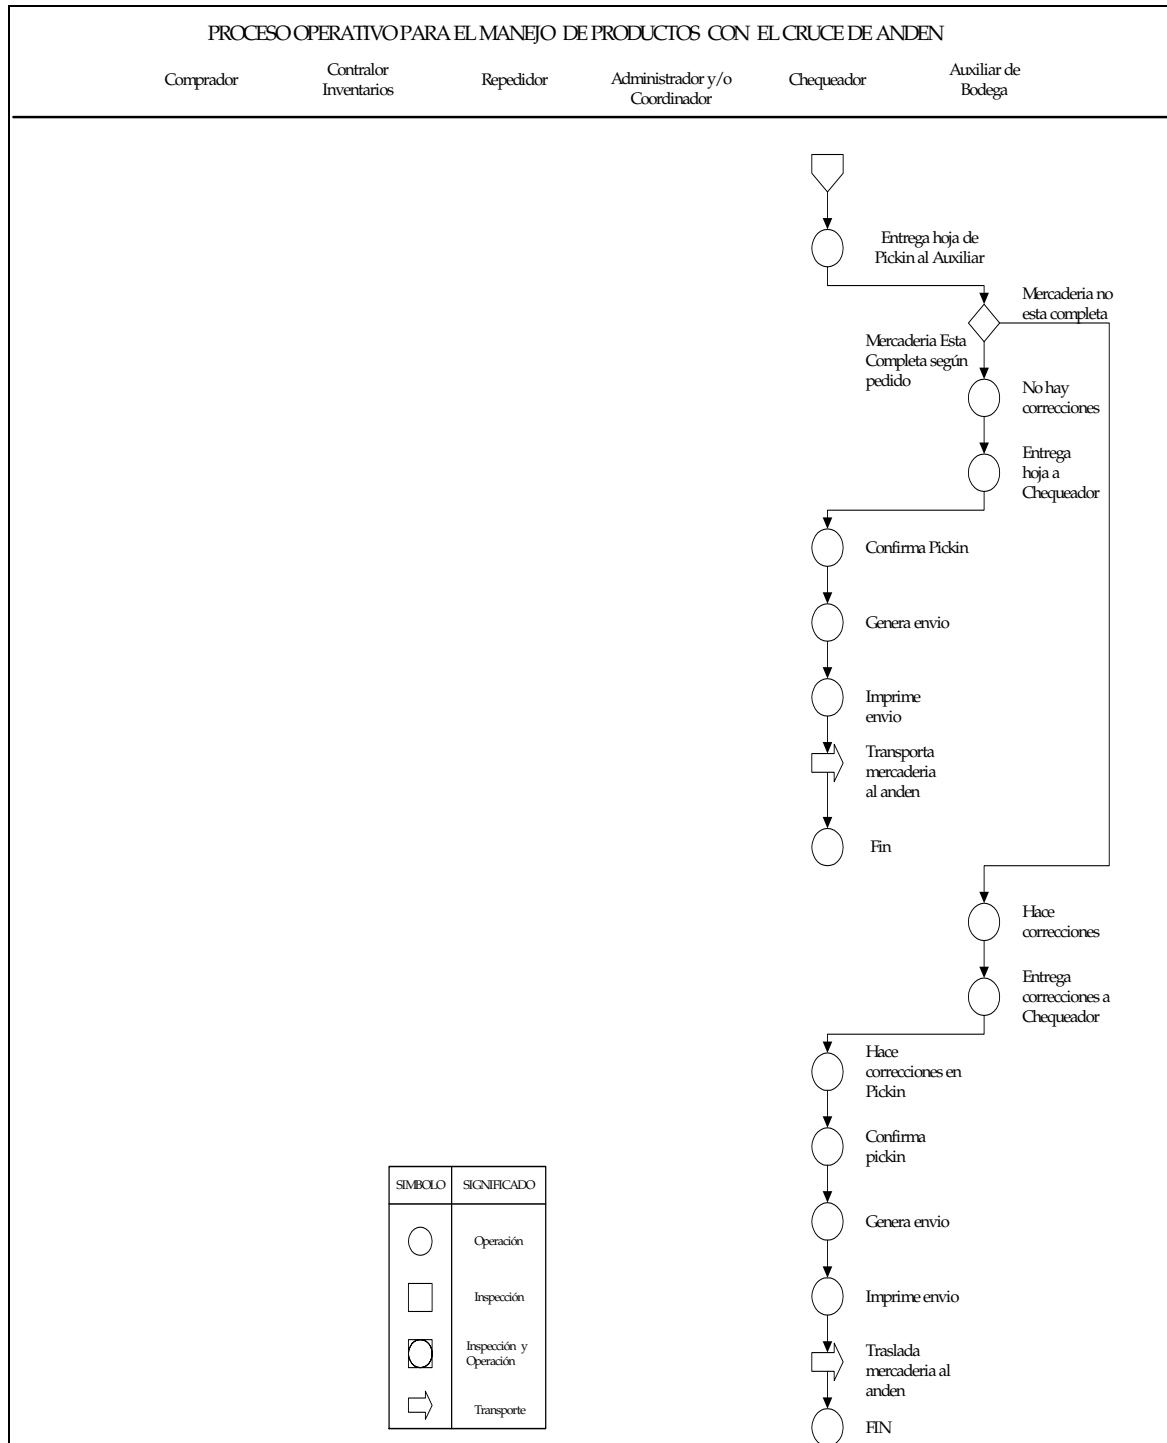 PROCESO OPERATIVO PARA EL MANEJO DE PRODUCTOS CON EL CRUCE DE ANDEN
Comprador
Contralor
Inventarios
Repedidor
Administrador y/o
Coordinador
Chequeador
Auxiliar de
Bodega
Entrega hoja de
Pickin al Auxiliar
Mercaderia no
esta completa
Mercaderia Esta
Completa según
pedido
No hay
correcciones
Entrega
hoja a
Chequeador
Confirma Pickin
Genera envio
Imprime
envio
Transporta
mercaderia
al anden
Fin
Hace
correcciones
Entrega
correcciones a
Chequeador
Hace
correcciones en
Pickin
Confirma
pickin
Genera envio
Imprime envio
Traslada
mercaderia al
anden
FIN
SIMBOLO SIGNIFICADO
Operación
Inspección
Inspección y
Operación
Transporte